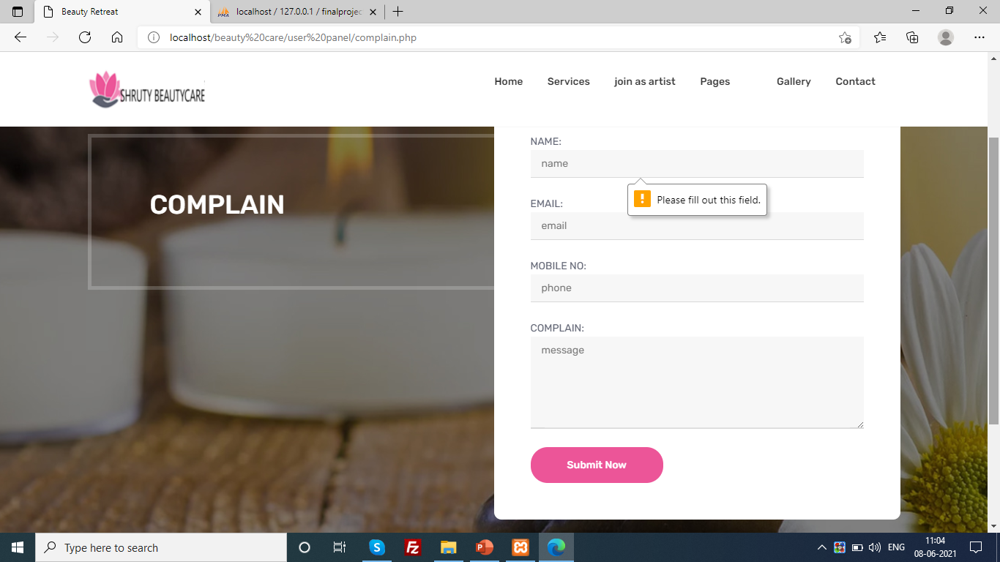 Beauty Retreat
localhost / 127.0.0.1 / finalprojec
localhost/beauty%20care/user%20panel/complain.php
SHRUTY BEAUTYCARE
Home Services join as artist Pages Gallery Contact
COMPLAIN
NAME:
name
Please fill out this field.
EMAIL:
email
MOBILE NO:
phone
COMPLAIN:
message
Submit Now
Type here to search
ENG
11:04
08-06-2021